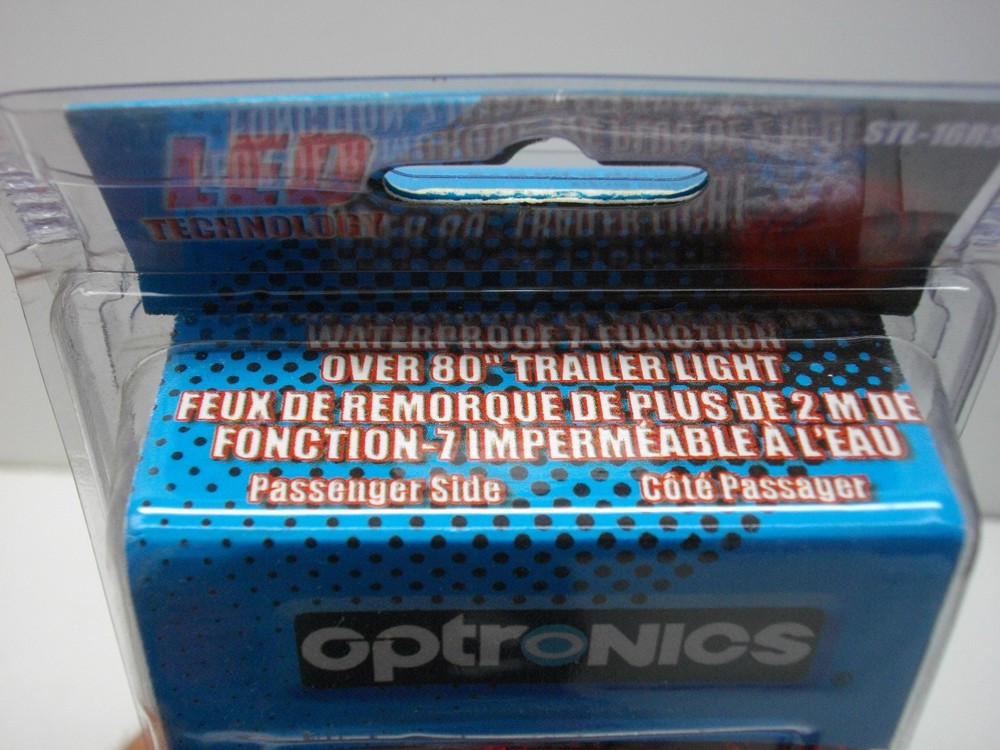 LED
TECHNOLOGY
WATERPROOF 7 FUNCTION
OVER 80" TRAILER LIGHT
FEUX DE REMORQUE DE PLUS DE 2 M DE
FONCTION-7 IMPERMÉABLE À L'EAU
Passenger Side Côté Passager
optronics